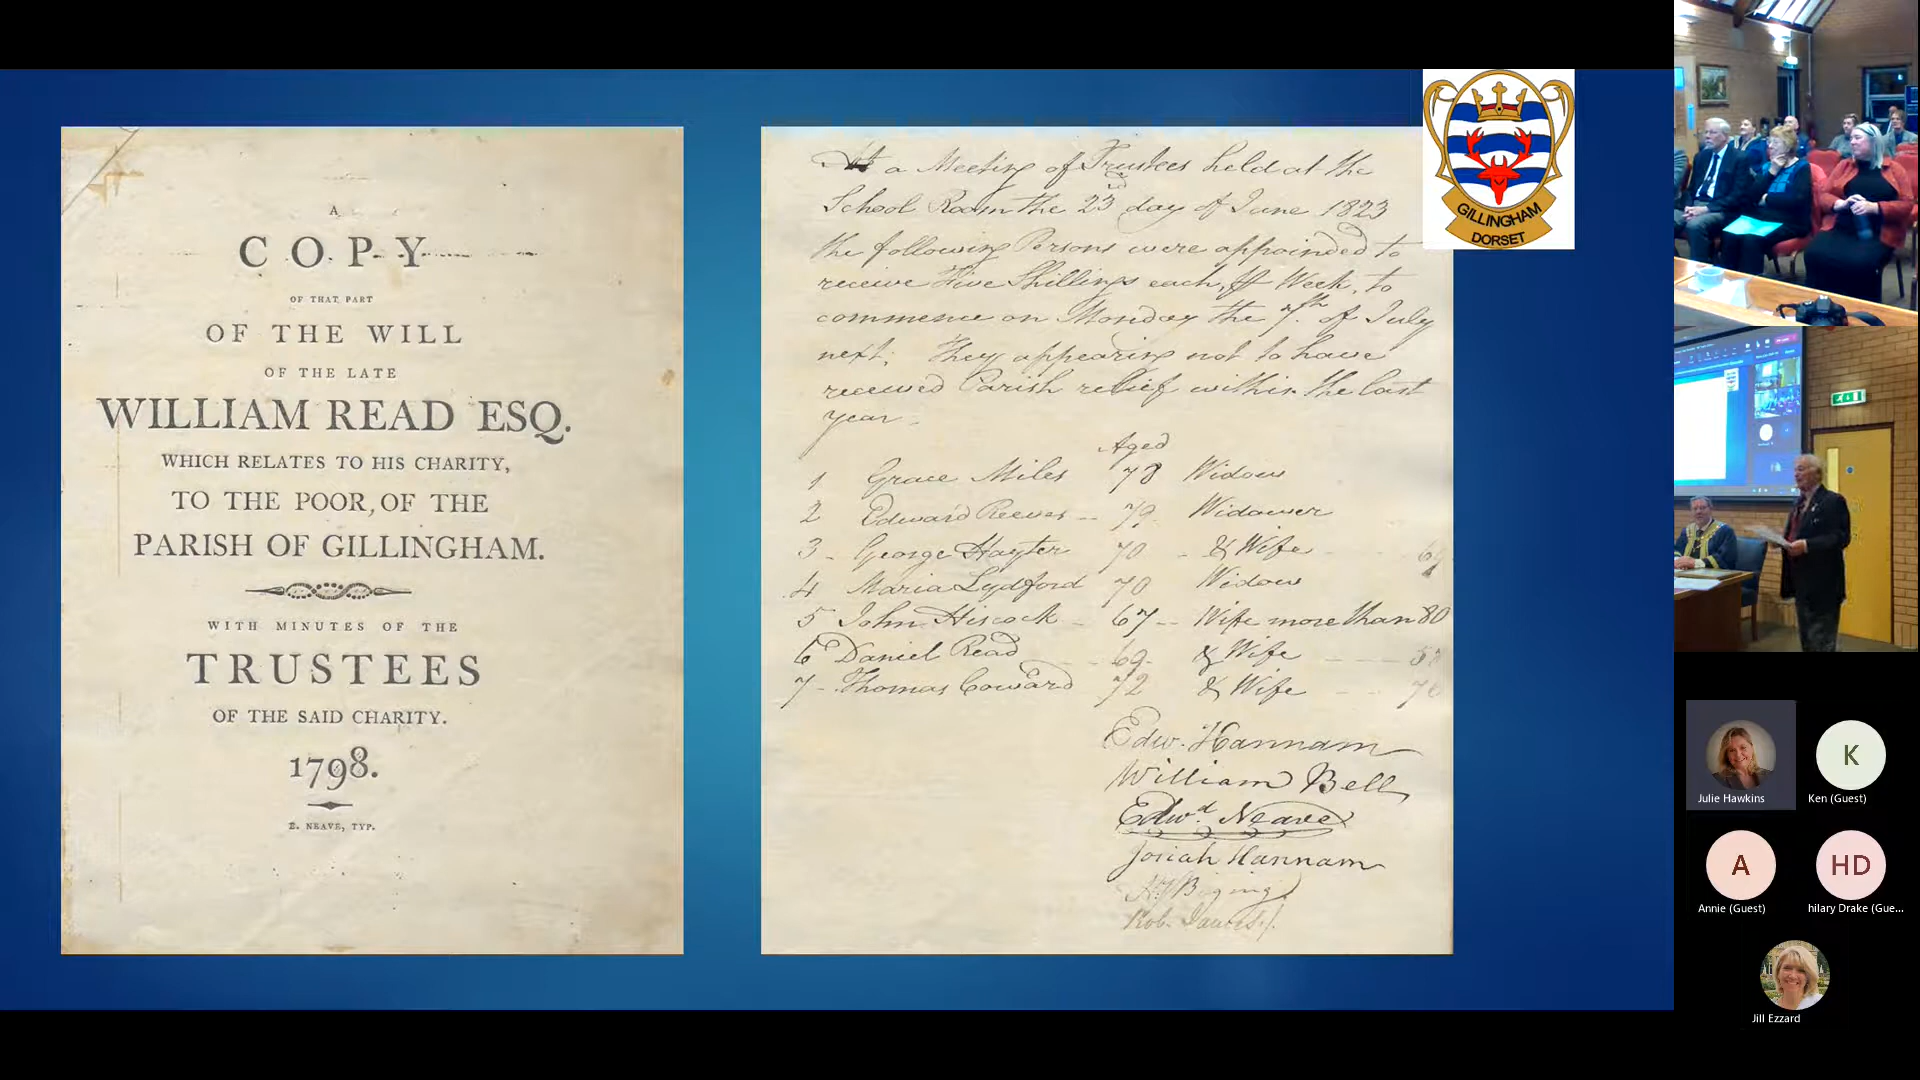 A
COPY
OF THAT PART
OF THE WILL
OF THE LATE
WILLIAM READ ESQ.
WHICH RELATES TO HIS CHARITY,
TO THE POOR, OF THE
PARISH OF GILLINGHAM.
WITH MINUTES OF THE
TRUSTEES
OF THE SAID CHARITY.
1798.
E. NEAVE, TYP.
At a Meeting of Trustees held at the
School Room the 23d day of June 1823
the following Persons were appointed to
receive Five Shillings each, Week, to
commence on Monday the 7th. of July
next; They appearing not to have
received Parish relief within the last
year.
Aged
1 Grace Miles 78 Widow
2 Edward Reeves -- 79 Widower
3 - George Hayter 70 - & Wife
4 Maria Lydford 70 Widow
5 John Hiscock - 67 -- Wife more than 80
6 Daniel Read 69 - & Wife
7 - Thomas Coward 72 & Wife
Edw. Hannam
William Bell
Edwd Neave
Josiah Hannam
GILLINGHAM
DORSET
Julie Hawkins
K
Ken (Guest)
A
Annie (Guest)
HD
hilary Drake (Gue...
Jill Ezzard